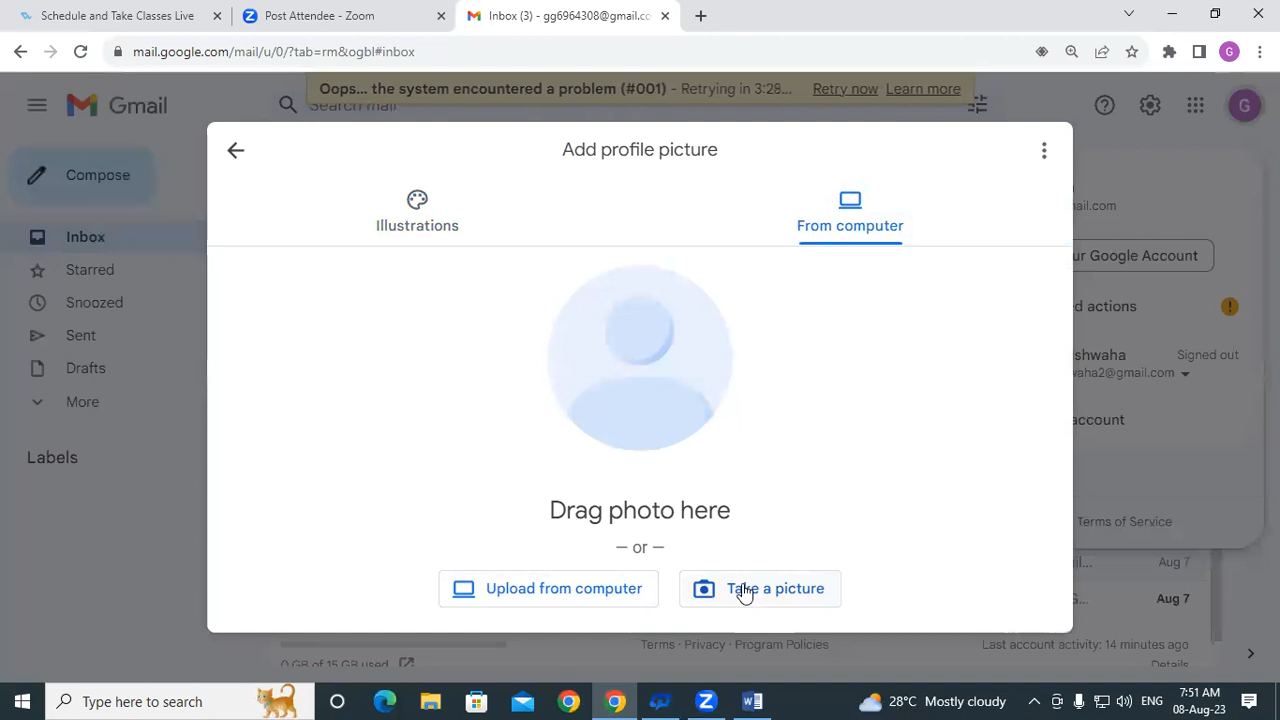 Schedule and Take Classes Live
Post Attendee - Zoom
Inbox (3) - gg6964308@gmail.co
mail.google.com/mail/u/0/?tab=rm&ogbl#inbox
G
Oops... the system encountered a problem (#001) - Retrying in 3:28... Retry now Learn more
Gmail
Search mail
G
Add profile picture
Compose
Illustrations
From computer
mail.com
Inbox
ur Google Account
Starred
Snoozed
ed actions
Sent
shwaha Signed out
Drafts
waha2@gmail.com
More
account
Labels
Drag photo here
Terms of Service
— or —
Aug 7
Upload from computer
Take a picture
G... Aug 7
Terms · Privacy · Program Policies
Last account activity: 14 minutes ago
0 GB of 15 GB used
Details
Type here to search
28°C Mostly cloudy
ENG
7:51 AM
08-Aug-23